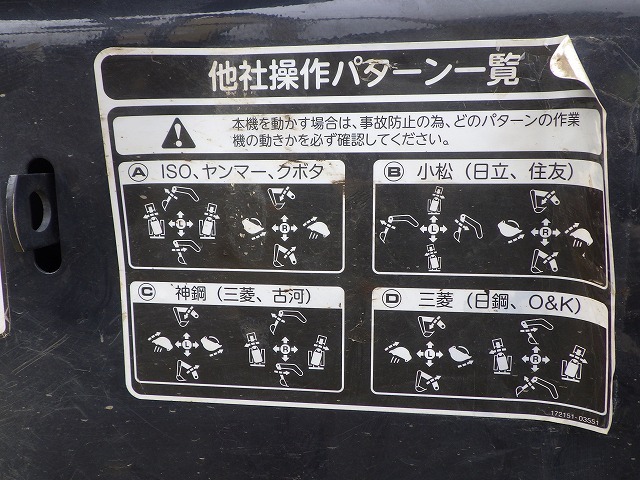 他社操作パターン一覧
本機を動かす場合は、事故防止の為、どのパターンの作業
機の動きかを必ず確認してください。
A ISO、ヤンマー、クボタ
L R
B 小松（日立、住友）
L R
C 神鋼（三菱、古河）
L R
D 三菱（日鋼、O&K）
L R
172151-03551